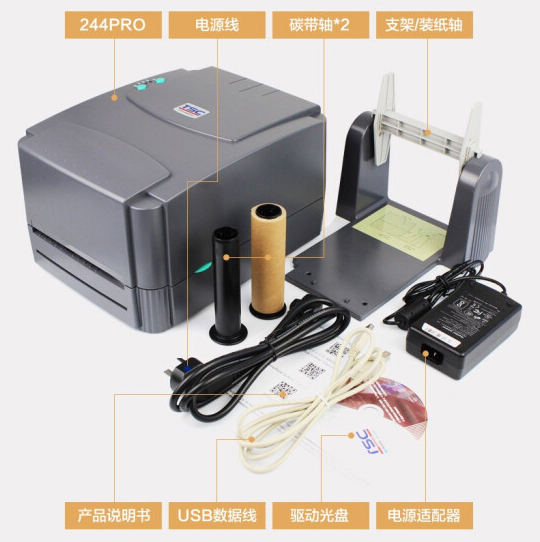 244PRO
电源线
碳带轴*2
支架/装纸轴
TSC
TSC
产品说明书
USB数据线
驱动光盘
电源适配器